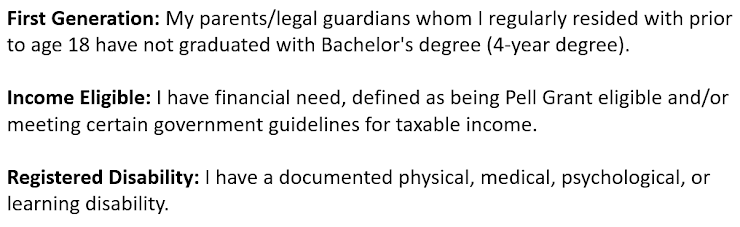 First Generation: My parents/legal guardians whom I regularly resided with prior
to age 18 have not graduated with Bachelor's degree (4-year degree).
Income Eligible: I have financial need, defined as being Pell Grant eligible and/or
meeting certain government guidelines for taxable income.
Registered Disability: I have a documented physical, medical, psychological, or
learning disability.